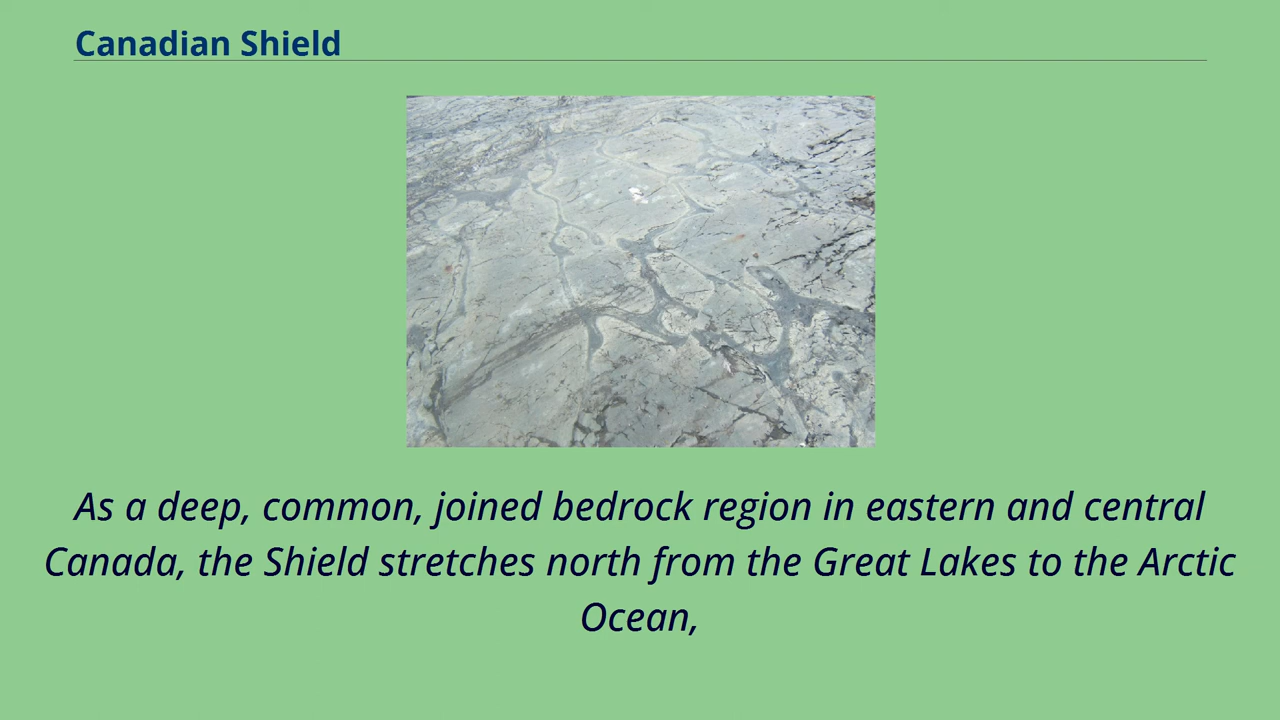 Canadian Shield
As a deep, common, joined bedrock region in eastern and central
Canada, the Shield stretches north from the Great Lakes to the Arctic
Ocean,